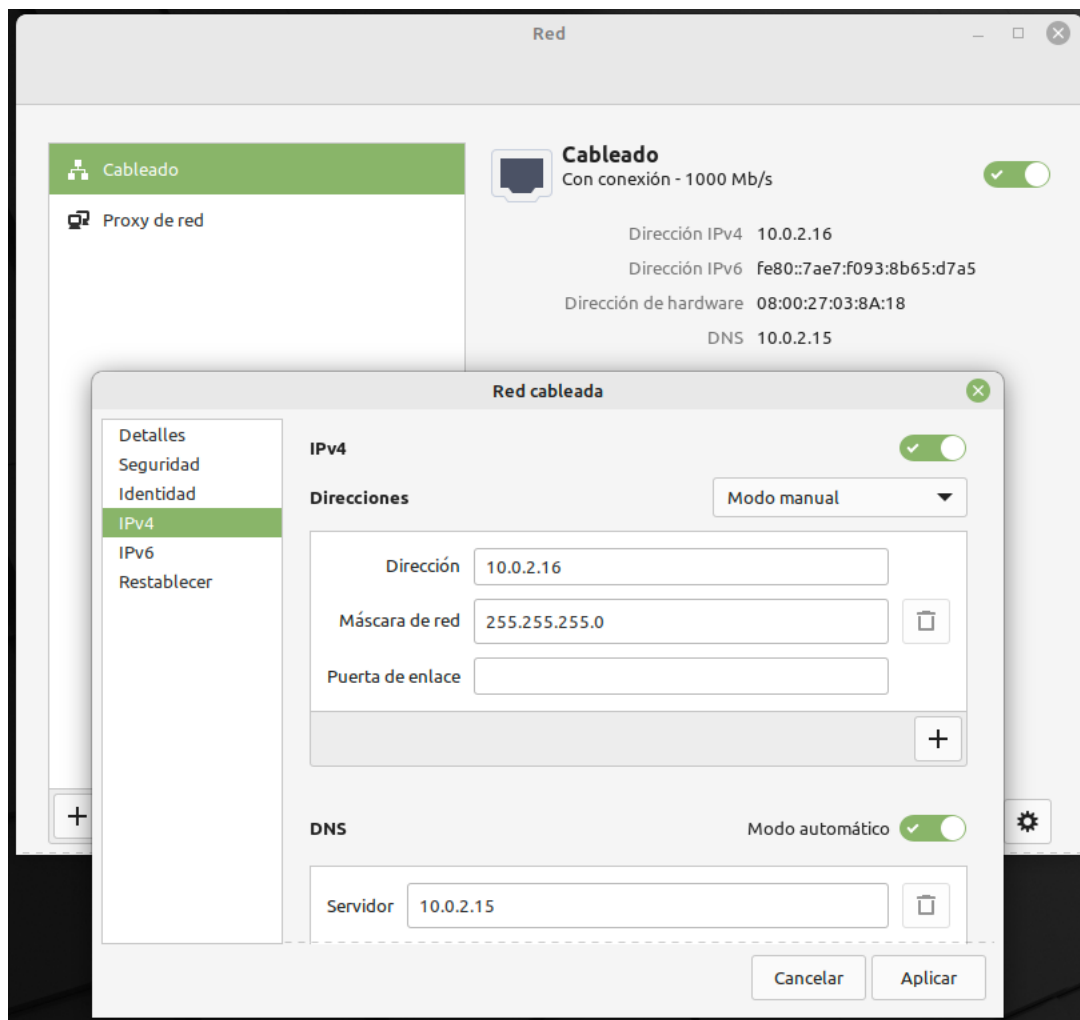 Red
Cableado
Proxy de red
Cableado
Con conexión - 1000 Mb/s
Dirección IPv4 10.0.2.16
Dirección IPv6 fe80::7ae7:f093:8b65:d7a5
Dirección de hardware 08:00:27:03:8A:18
DNS 10.0.2.15
Red cableada
Detalles
Seguridad
Identidad
IPv4
IPv6
Restablecer
IPv4
Direcciones Modo manual
Dirección 10.0.2.16
Máscara de red 255.255.255.0
Puerta de enlace
DNS Modo automático
Servidor 10.0.2.15
Cancelar Aplicar